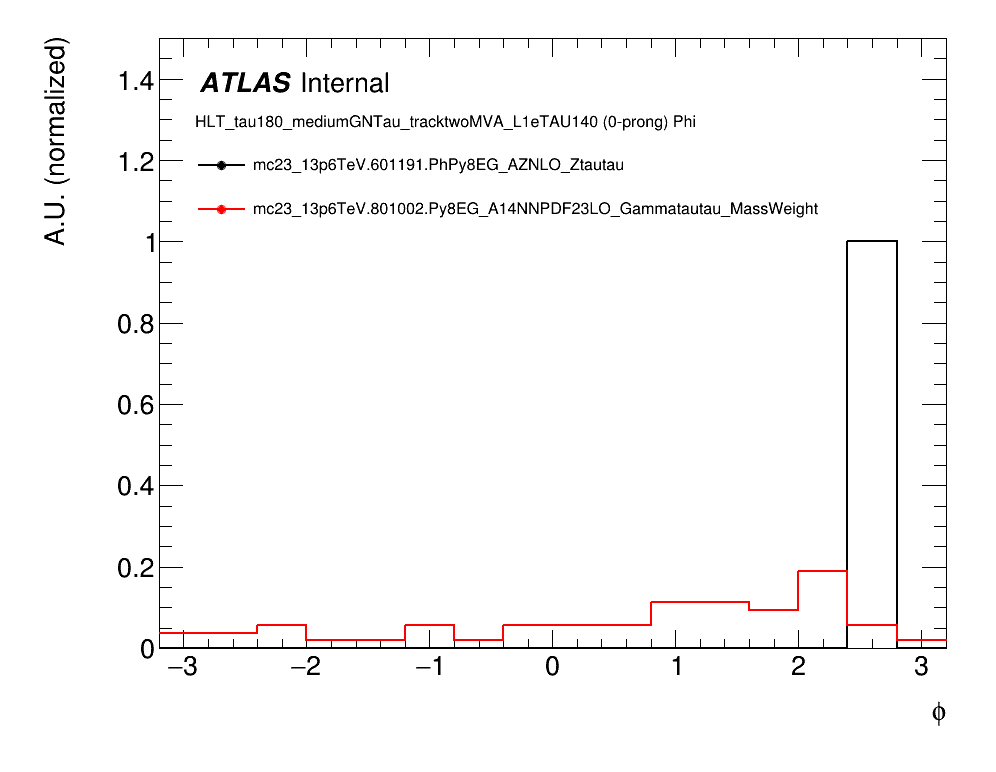 A.U. (normalized)
ATLAS Internal
HLT_tau180_mediumGNTau_tracktwoMVA_L1eTAU140 (0-prong) Phi
mc23_13p6TeV.601191.PhPy8EG_AZNLO_Ztautau
mc23_13p6TeV.801002.Py8EG_A14NNPDF23LO_Gammatautau_MassWeight
1.4
1.2
1
0.8
0.6
0.4
0.2
0
−3 −2 −1 0 1 2 3
ϕ